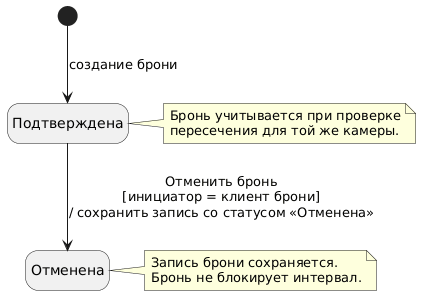 создание брони
Подтверждена
Бронь учитывается при проверке
пересечения для той же камеры.
Отменить бронь
[инициатор = клиент брони]
/ сохранить запись со статусом «Отменена»
Отменена
Запись брони сохраняется.
Бронь не блокирует интервал.